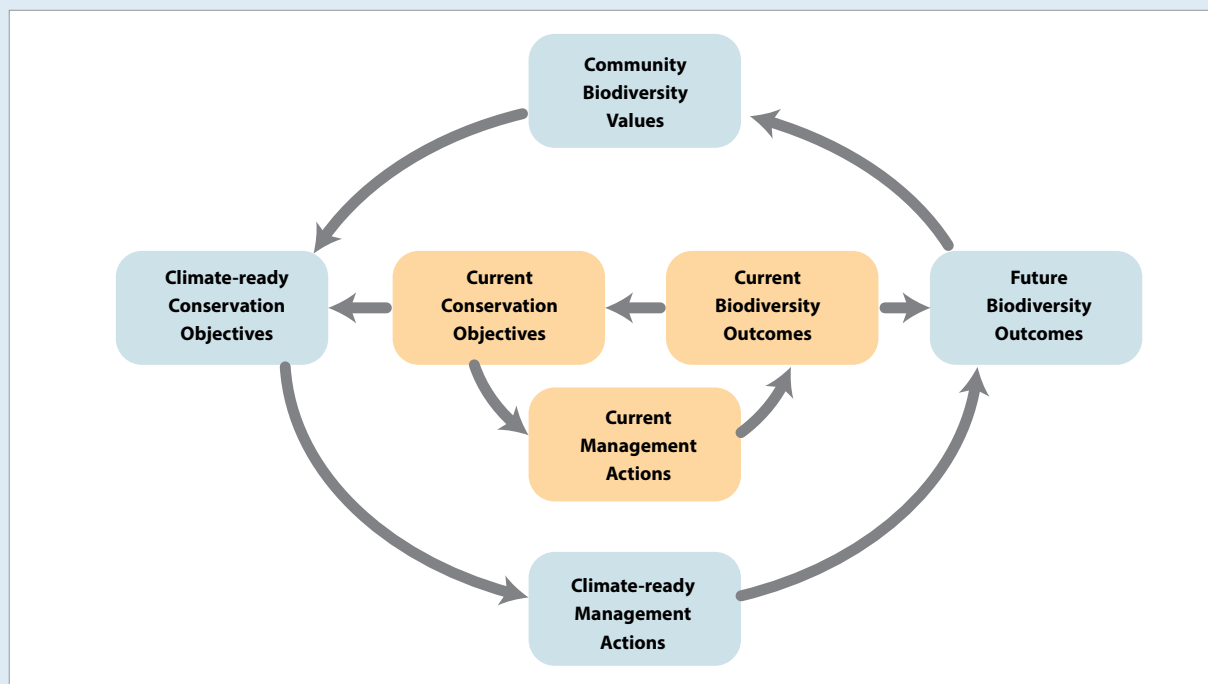 Community
Biodiversity
Values
Climate-ready
Conservation
Objectives
Current
Conservation
Objectives
Current
Biodiversity
Outcomes
Future
Biodiversity
Outcomes
Current
Management
Actions
Climate-ready
Management
Actions